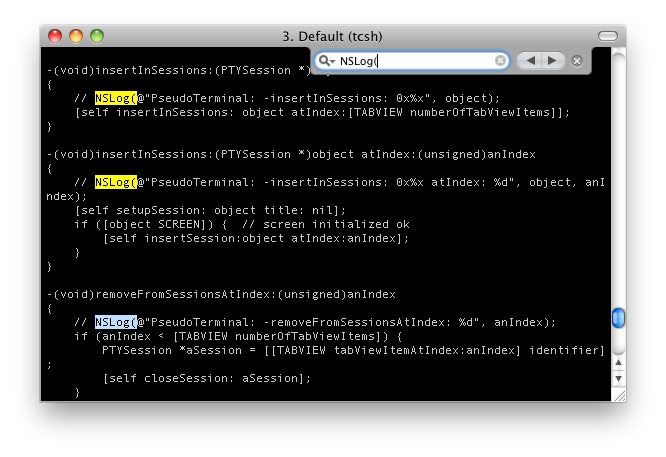 3. Default (tcsh)
NSLog(
-(void)insertInSessions:(PTYSession *)
{
    // NSLog(@"PseudoTerminal: -insertInSessions: 0x%x", object);
    [self insertInSessions: object atIndex:[TABVIEW numberOfTabViewItems]];
}
-(void)insertInSessions:(PTYSession *)object atIndex:(unsigned)anIndex
{
    // NSLog(@"PseudoTerminal: -insertInSessions: 0x%x atIndex: %d", object, anI
ndex);
    [self setupSession: object title: nil];
    if ([object SCREEN]) {  // screen initialized ok
        [self insertSession:object atIndex:anIndex];
    }
}
-(void)removeFromSessionsAtIndex:(unsigned)anIndex
{
    // NSLog(@"PseudoTerminal: -removeFromSessionsAtIndex: %d", anIndex);
    if (anIndex < [TABVIEW numberOfTabViewItems]) {
        PTYSession *aSession = [[TABVIEW tabViewItemAtIndex:anIndex] identifier]
;
        [self closeSession: aSession];
    }